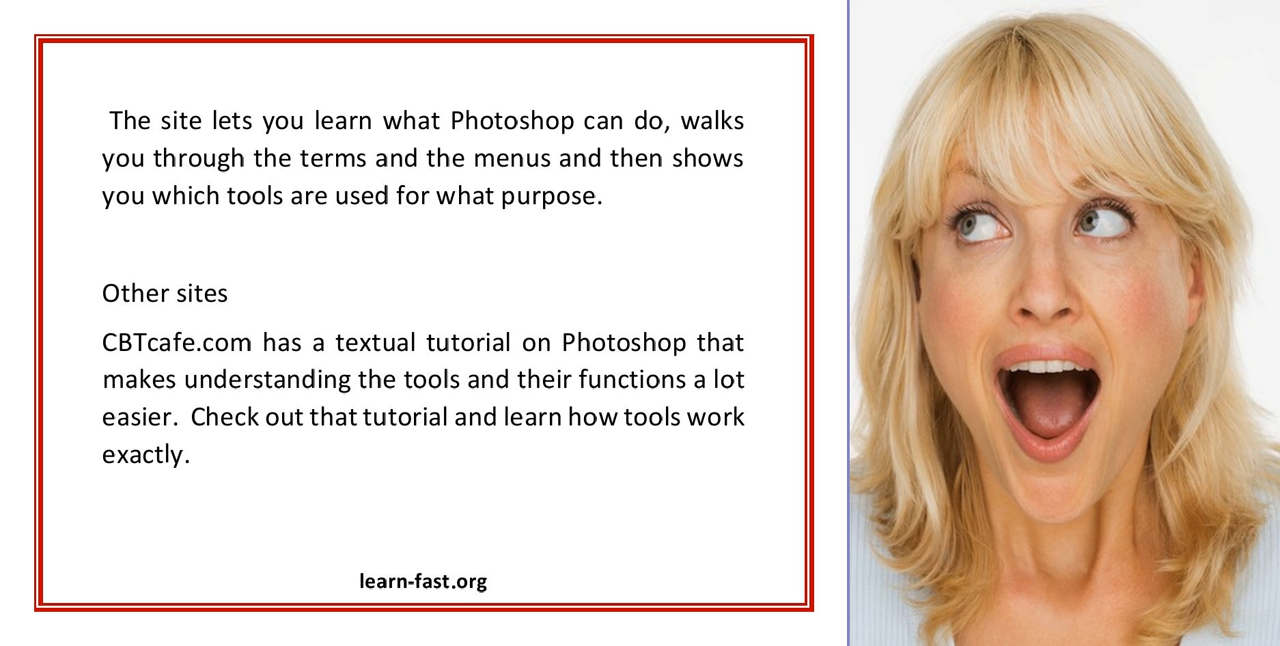 The site lets you learn what Photoshop can do, walks
you through the terms and the menus and then shows
you which tools are used for what purpose.
Other sites
CBTcafe.com has a textual tutorial on Photoshop that
makes understanding the tools and their functions a lot
easier.  Check out that tutorial and learn how tools work
exactly.
learn-fast.org